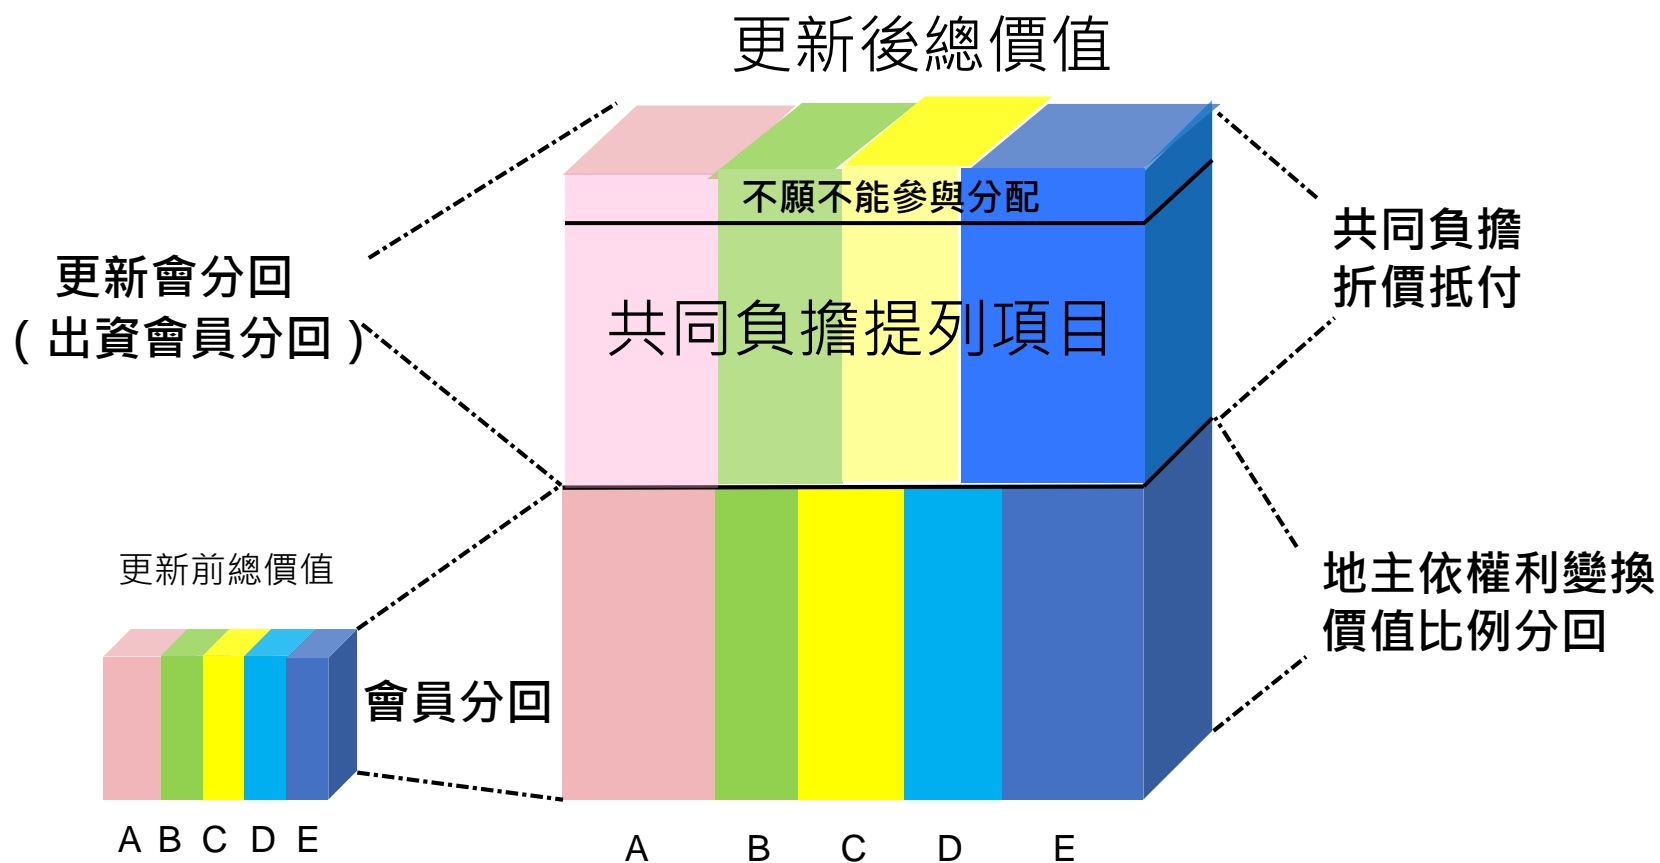 更新後總價值
不願不能參與分配
共同負擔
折價抵付
更新會分回
（出資會員分回）
共同負擔提列項目
更新前總價值
地主依權利變換
價值比例分回
會員分回
A B C D E
A B C D E